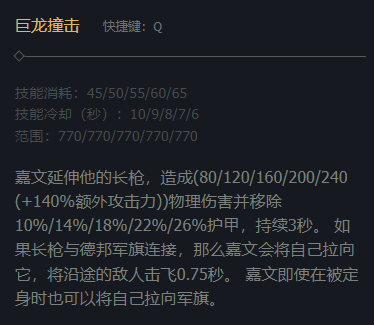 巨龙撞击 快捷键：Q
技能消耗：45/50/55/60/65
技能冷却（秒）：10/9/8/7/6
范围：770/770/770/770/770
嘉文延伸他的长枪，造成(80/120/160/200/240
(+140%额外攻击力))物理伤害并移除
10%/14%/18%/22%/26%护甲，持续3秒。 如
果长枪与德邦军旗连接，那么嘉文会将自己拉向
它，将沿途的敌人击飞0.75秒。 嘉文即使在被定
身时也可以将自己拉向军旗。